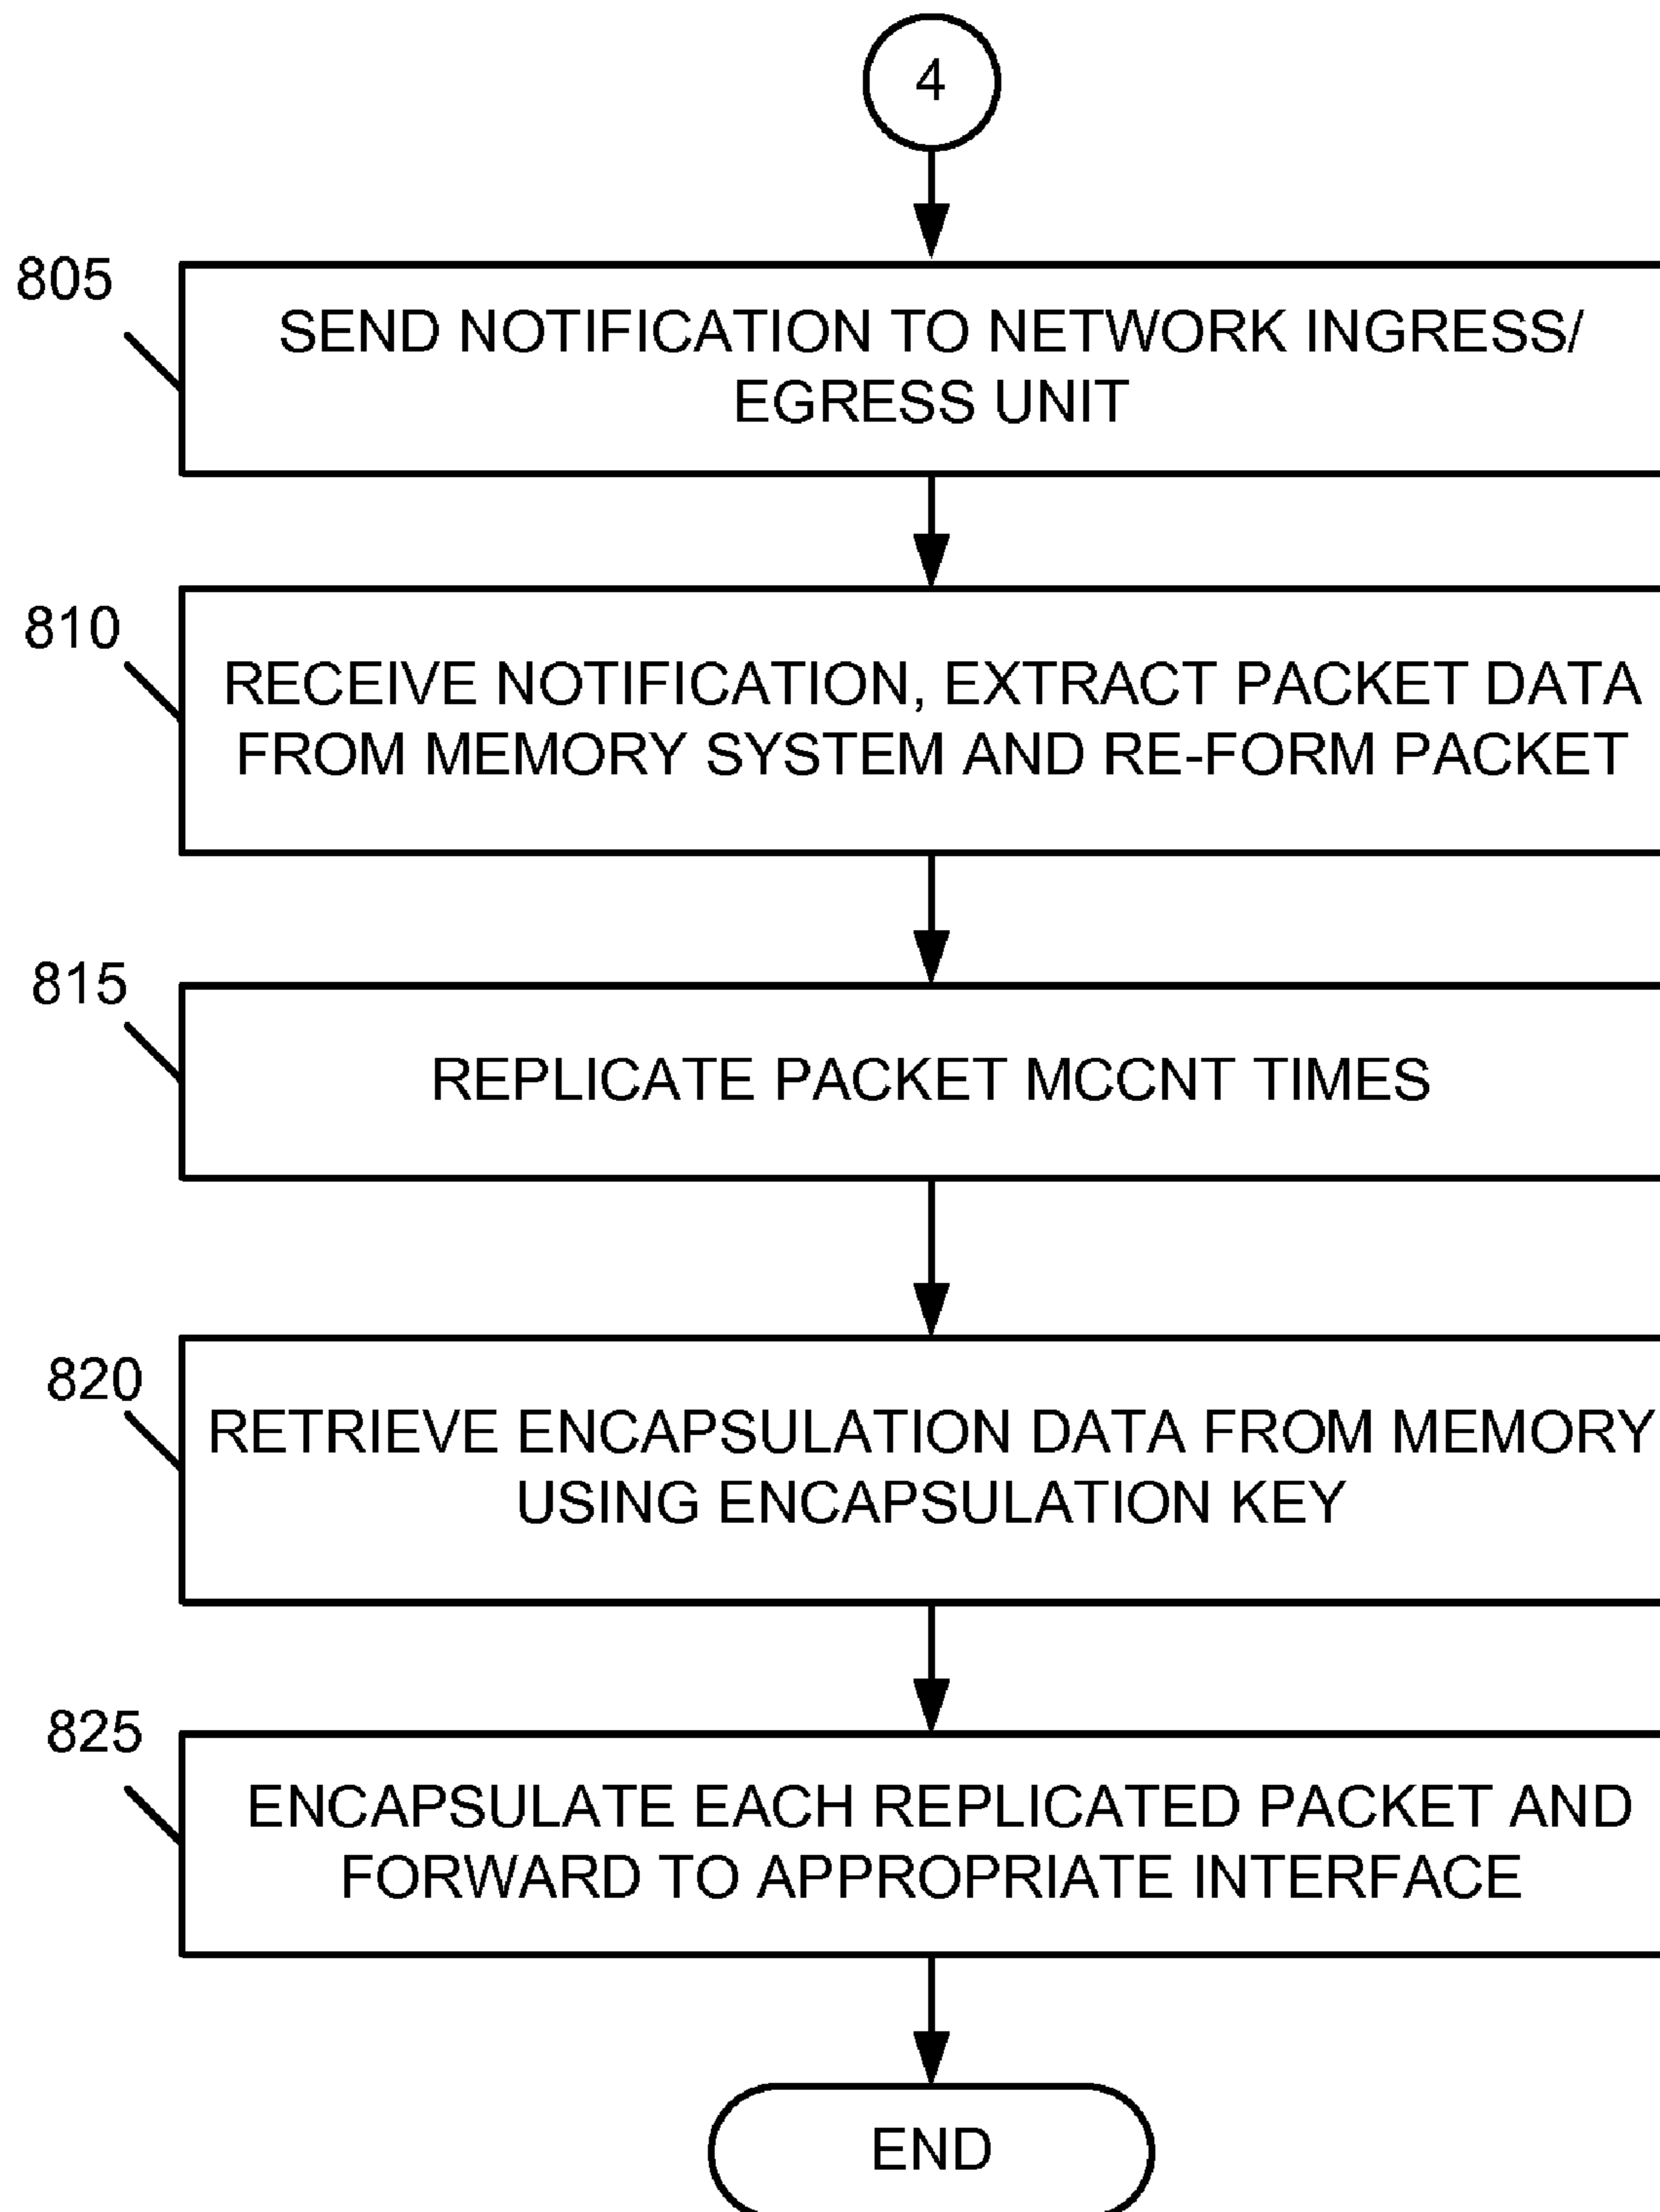 4
805
SEND NOTIFICATION TO NETWORK INGRESS/
EGRESS UNIT
810
RECEIVE NOTIFICATION, EXTRACT PACKET DATA
FROM MEMORY SYSTEM AND RE-FORM PACKET
815
REPLICATE PACKET MCCNT TIMES
820
RETRIEVE ENCAPSULATION DATA FROM MEMORY
USING ENCAPSULATION KEY
825
ENCAPSULATE EACH REPLICATED PACKET AND
FORWARD TO APPROPRIATE INTERFACE
END